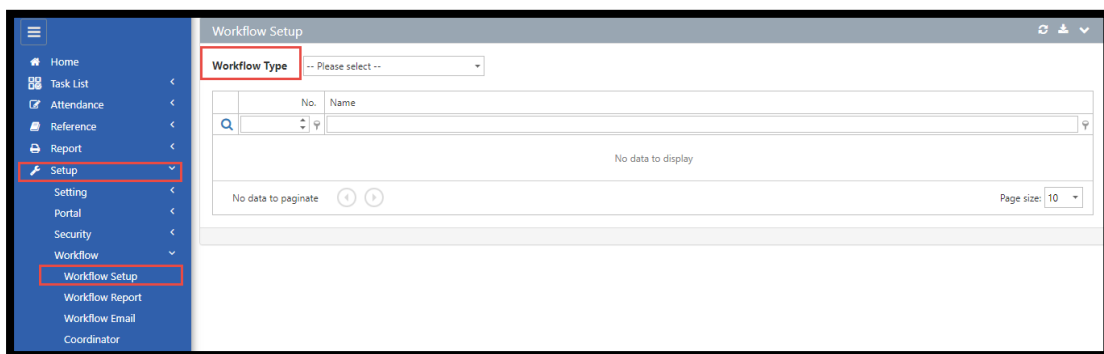 Workflow Setup
Home
Workflow Type
-- Please select --
Task List
Attendance
No.
Name
Reference
Report
No data to display
Setup
Setting
No data to paginate
Page size: 10
Portal
Security
Workflow
Workflow Setup
Workflow Report
Workflow Email
Coordinator